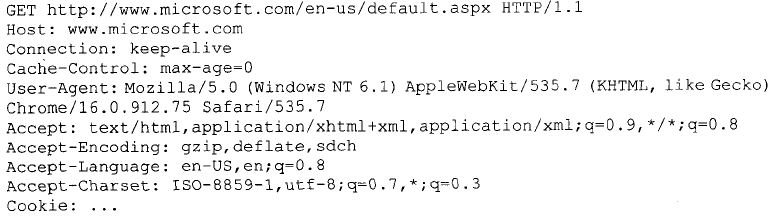 GET http://www.microsoft.com/en-us/default.aspx HTTP/1.1
Host: www.microsoft.com
Connection: keep-alive
Cache-Control: max-age=0
User-Agent: Mozilla/5.0 (Windows NT 6.1) AppleWebKit/535.7 (KHTML, like Gecko)
Chrome/16.0.912.75 Safari/535.7
Accept: text/html,application/xhtml+xml,application/xml;q=0.9,*/*;q=0.8
Accept-Encoding: gzip,deflate,sdch
Accept-Language: en-US,en;q=0.8
Accept-Charset: ISO-8859-1,utf-8;q=0.7,*;q=0.3
Cookie: ...